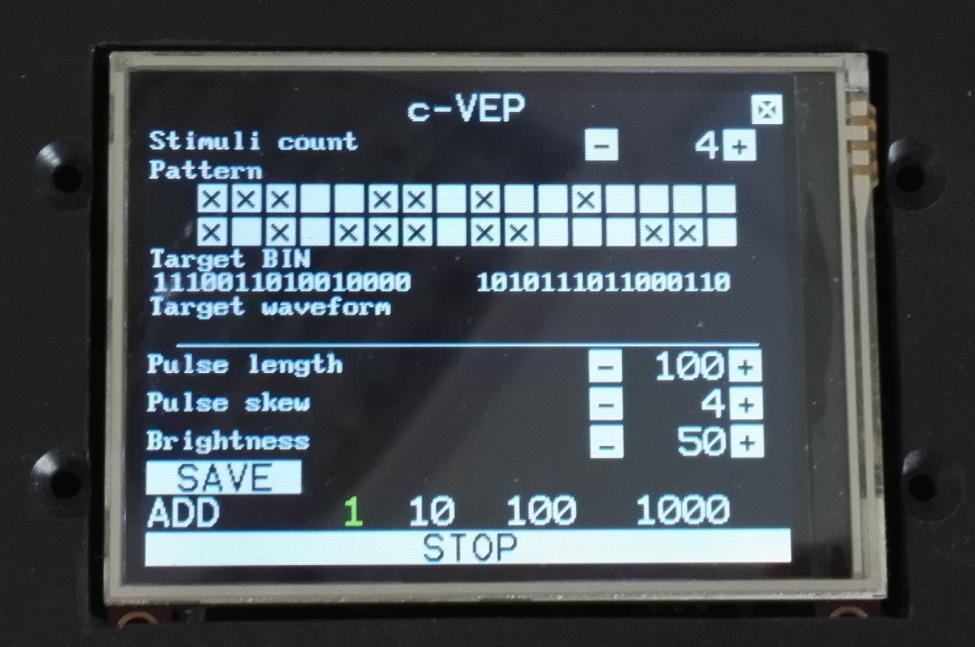 c-VEP
Stimuli count - 4 +
Pattern
Target BIN
1110011010010000 1010111011000110
Target waveform
Pulse length - 100 +
Pulse skew - 4 +
Brightness - 50 +
SAVE
ADD 1 10 100 1000
STOP